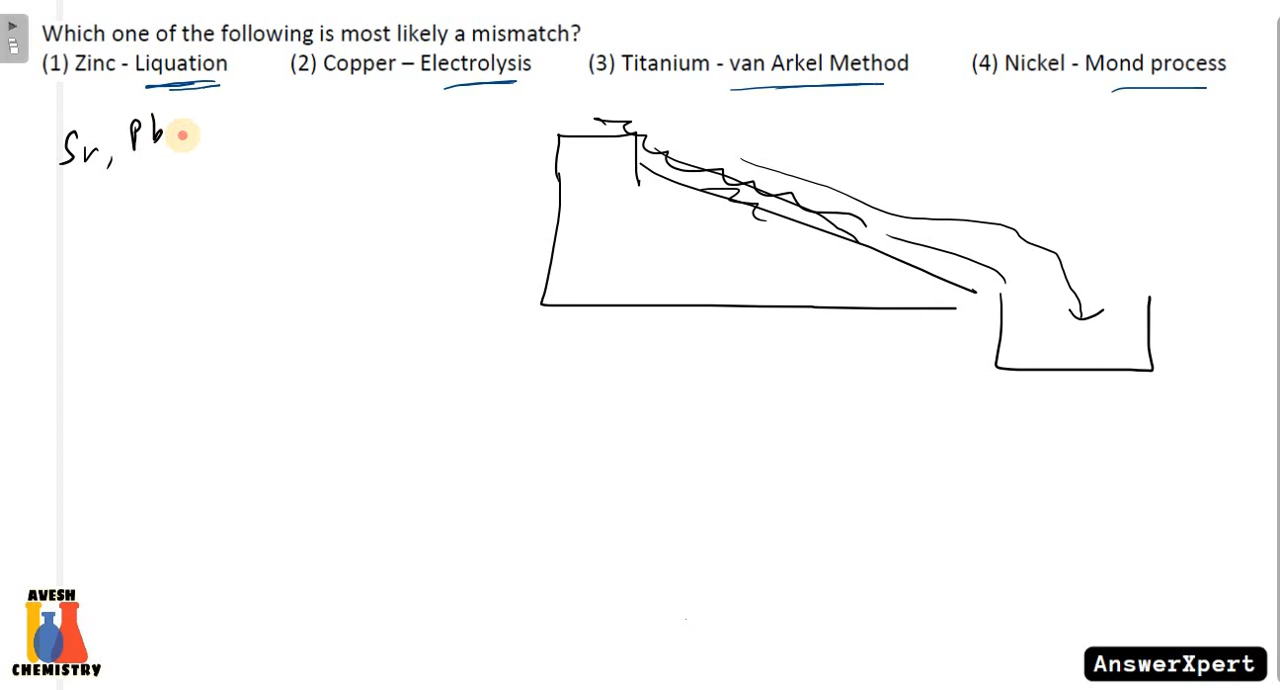 Which one of the following is most likely a mismatch?
(1) Zinc - Liquation (2) Copper – Electrolysis (3) Titanium - van Arkel Method (4) Nickel - Mond process
Sr, Pb
AVESH
CHEMISTRY
AnswerXpert